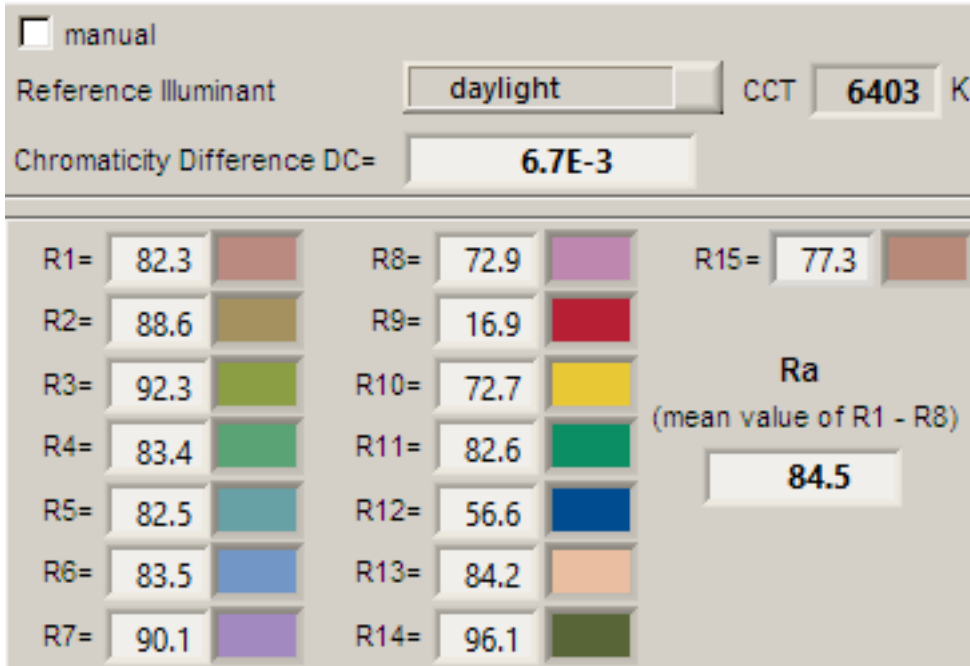 manual
Reference Illuminant daylight CCT 6403 K
Chromaticity Difference DC= 6.7E-3
R1= 82.3 R8= 72.9 R15= 77.3
R2= 88.6 R9= 16.9
R3= 92.3 R10= 72.7 Ra
(mean value of R1 - R8)
R4= 83.4 R11= 82.6
84.5
R5= 82.5 R12= 56.6
R6= 83.5 R13= 84.2
R7= 90.1 R14= 96.1